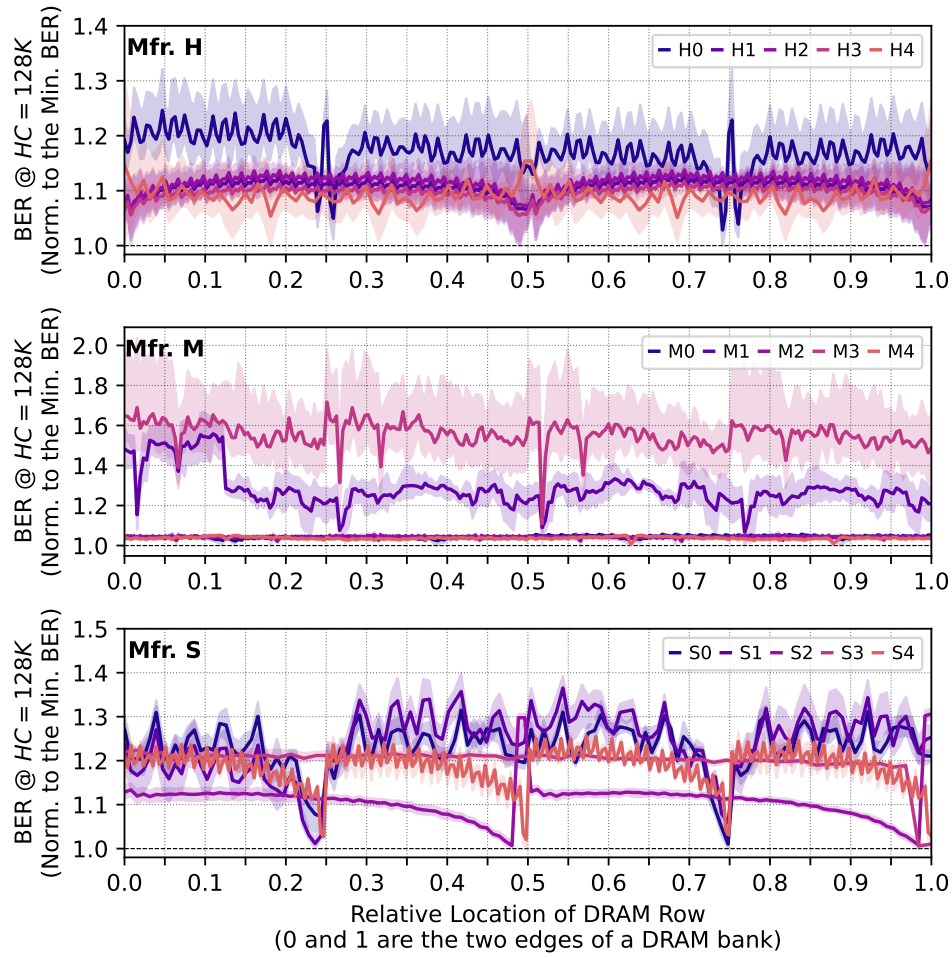 BER @ HC = 128K
(Norm. to the Min. BER)
Mfr. H
H0 H1 H2 H3 H4
1.4
1.3
1.2
1.1
1.0
0.0 0.1 0.2 0.3 0.4 0.5 0.6 0.7 0.8 0.9 1.0
BER @ HC = 128K
(Norm. to the Min. BER)
Mfr. M
M0 M1 M2 M3 M4
2.0
1.8
1.6
1.4
1.2
1.0
0.0 0.1 0.2 0.3 0.4 0.5 0.6 0.7 0.8 0.9 1.0
BER @ HC = 128K
(Norm. to the Min. BER)
Mfr. S
S0 S1 S2 S3 S4
1.5
1.4
1.3
1.2
1.1
1.0
0.0 0.1 0.2 0.3 0.4 0.5 0.6 0.7 0.8 0.9 1.0
Relative Location of DRAM Row
(0 and 1 are the two edges of a DRAM bank)